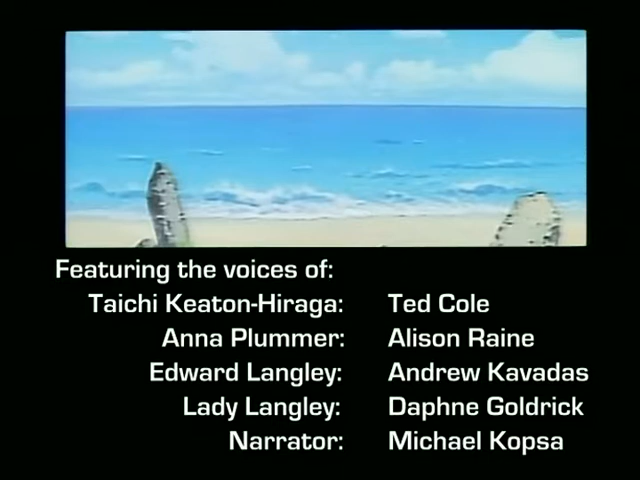 Featuring the voices of:
Taichi Keaton-Hiraga: Ted Cole
Anna Plummer: Alison Raine
Edward Langley: Andrew Kavadas
Lady Langley: Daphne Goldrick
Narrator: Michael Kopsa